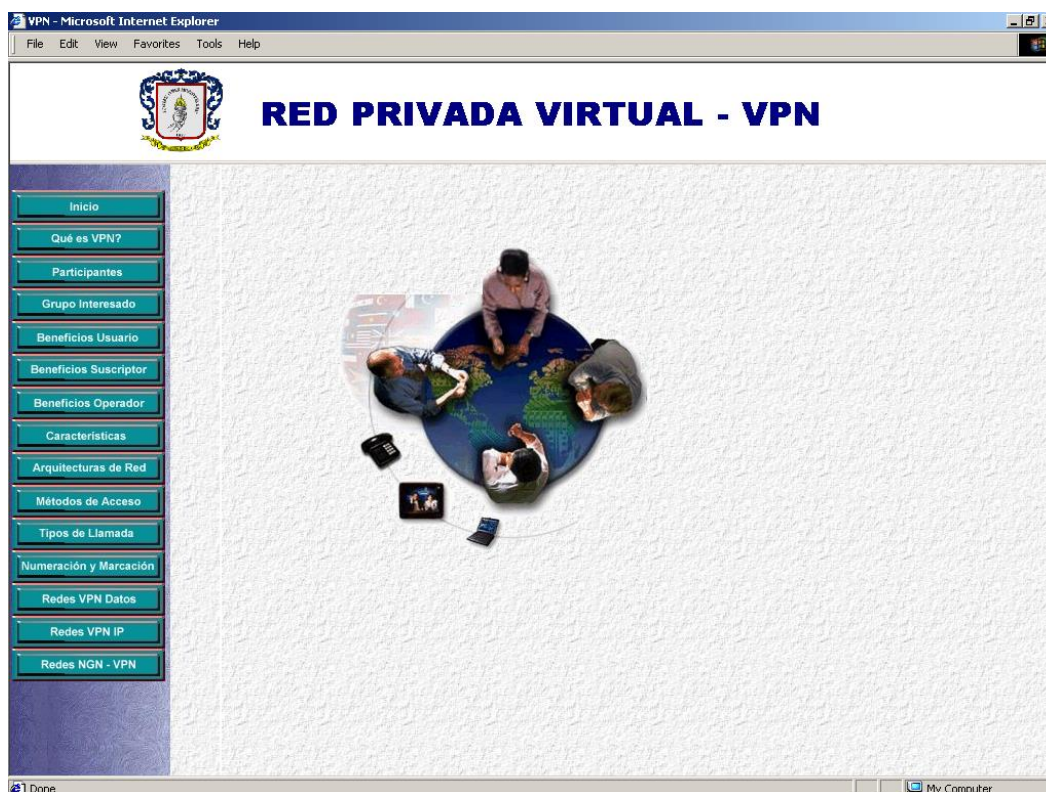 VPN - Microsoft Internet Explorer
File Edit View Favorites Tools Help
RED PRIVADA VIRTUAL - VPN
Inicio
Qué es VPN?
Participantes
Grupo Interesado
Beneficios Usuario
Beneficios Suscriptor
Beneficios Operador
Características
Arquitecturas de Red
Métodos de Acceso
Tipos de Llamada
Numeración y Marcación
Redes VPN Datos
Redes VPN IP
Redes NGN - VPN
Done
My Computer